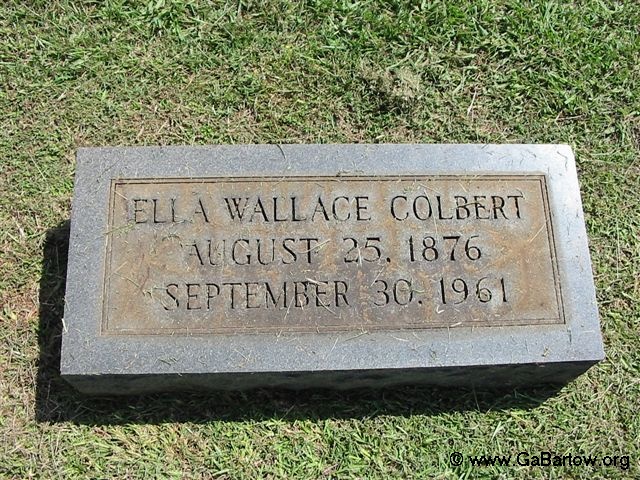 ELLA WALLACE COLBERT
AUGUST 25, 1876
SEPTEMBER 30, 1961
© www.GaBartow.org